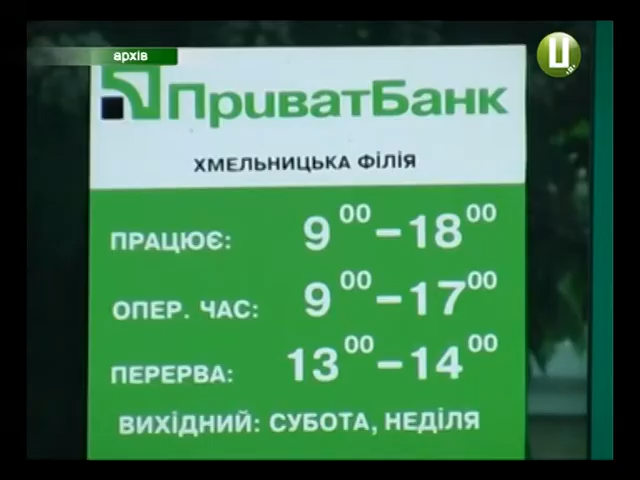 архів
Ц
ПриватБанк
ХМЕЛЬНИЦЬКА ФІЛІЯ
ПРАЦЮЄ: 9 00 – 18 00
ОПЕР. ЧАС: 9 00 – 17 00
ПЕРЕРВА: 13 00 – 14 00
ВИХІДНИЙ: СУБОТА, НЕДІЛЯ